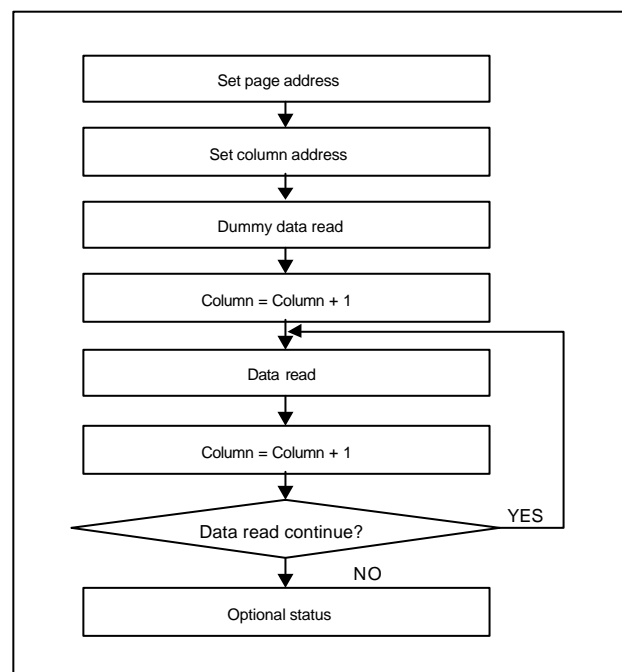 Set page address
Set column address
Dummy data read
Column = Column + 1
Data read
Column = Column + 1
Data read continue?
YES
NO
Optional status